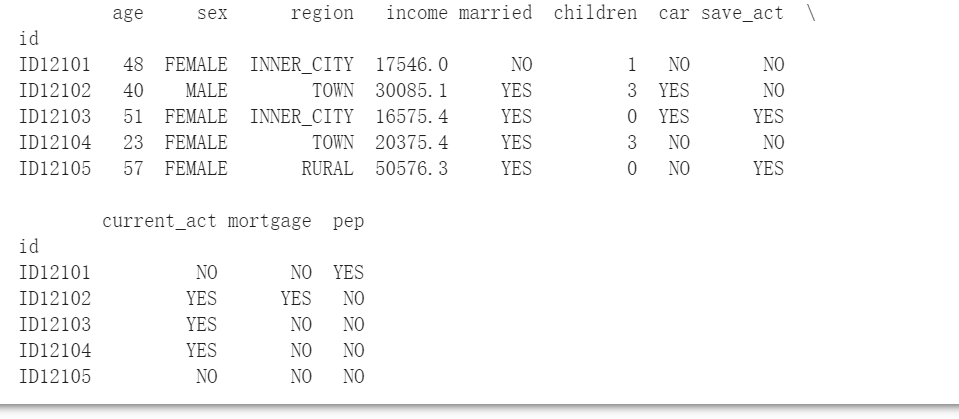 age sex region income married children car save_act \
id
ID12101 48 FEMALE INNER_CITY 17546.0 NO 1 NO NO
ID12102 40 MALE TOWN 30085.1 YES 3 YES NO
ID12103 51 FEMALE INNER_CITY 16575.4 YES 0 YES YES
ID12104 23 FEMALE TOWN 20375.4 YES 3 NO NO
ID12105 57 FEMALE RURAL 50576.3 YES 0 NO YES
current_act mortgage pep
id
ID12101 NO NO YES
ID12102 YES YES NO
ID12103 YES NO NO
ID12104 YES NO NO
ID12105 NO NO NO